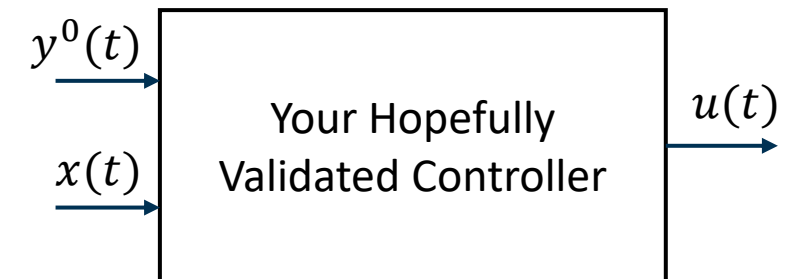 y⁰(t)
x(t)
Your Hopefully
Validated Controller
u(t)